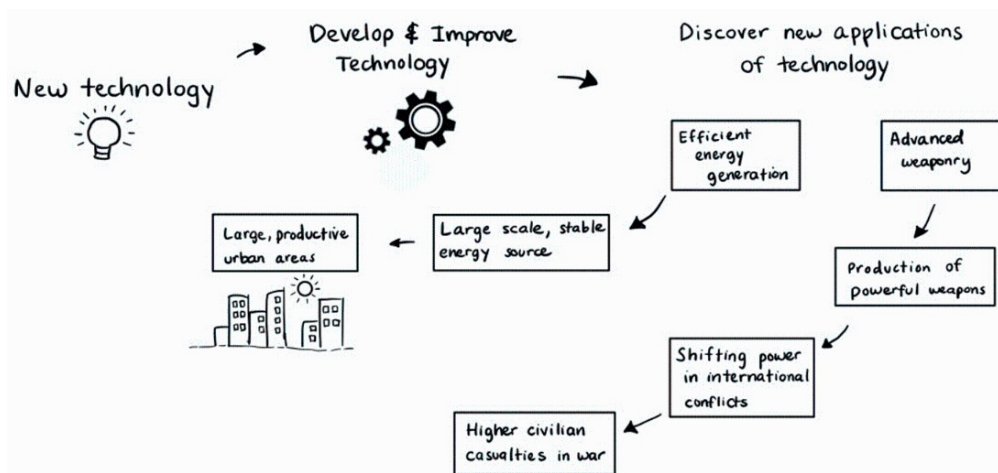 New technology
Develop & Improve
Technology
Discover new applications
of technology
Efficient
energy
generation
Advanced
weaponry
Large scale, stable
energy source
Large, productive
urban areas
Production of
powerful weapons
Shifting power
in international
conflicts
Higher civilian
casualties in war